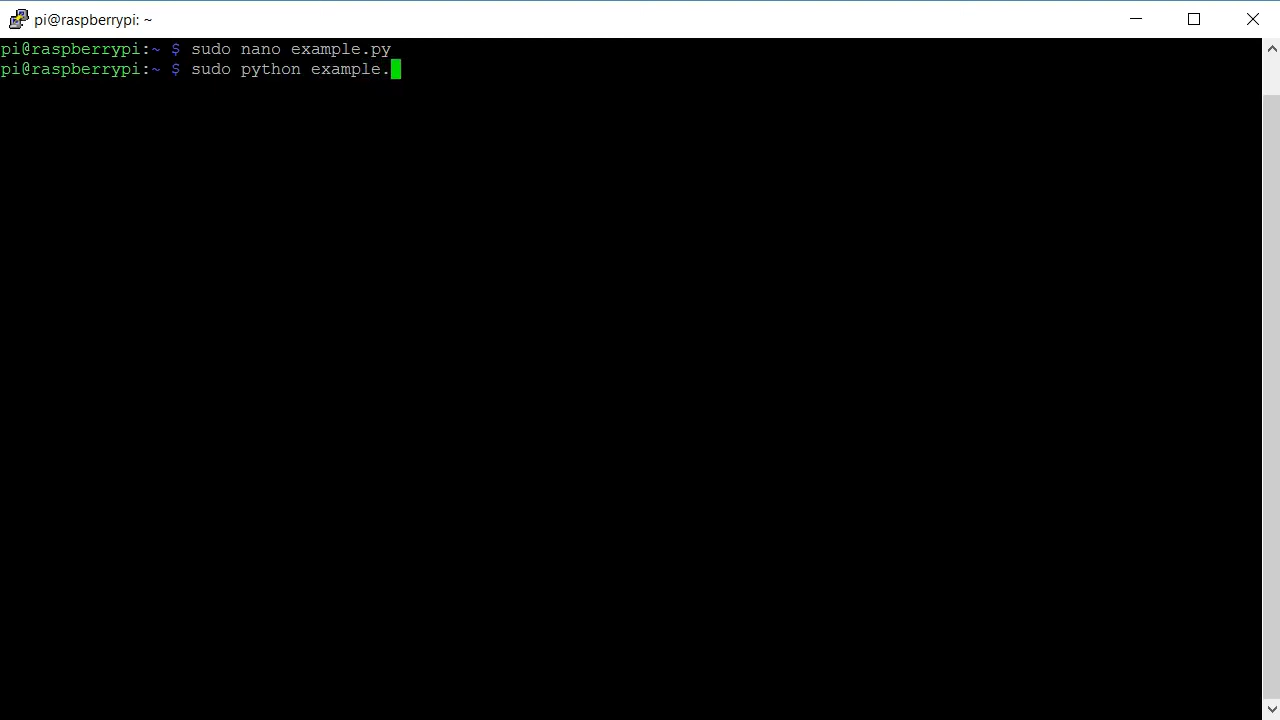 pi@raspberrypi: ~
pi@raspberrypi:~ $ sudo nano example.py
pi@raspberrypi:~ $ sudo python example.